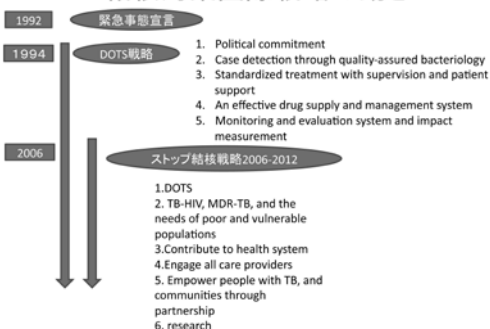 1992
緊急事態宣言
1994
DOTS戦略
1. Political commitment
2. Case detection through quality-assured bacteriology
3. Standardized treatment with supervision and patient
support
4. An effective drug supply and management system
5. Monitoring and evaluation system and impact
measurement
2006
ストップ結核戦略2006-2012
1.DOTS
2. TB-HIV, MDR-TB, and the
needs of poor and vulnerable
populations
3.Contribute to health system
4.Engage all care providers
5. Empower people with TB, and
communities through
partnership
6. research